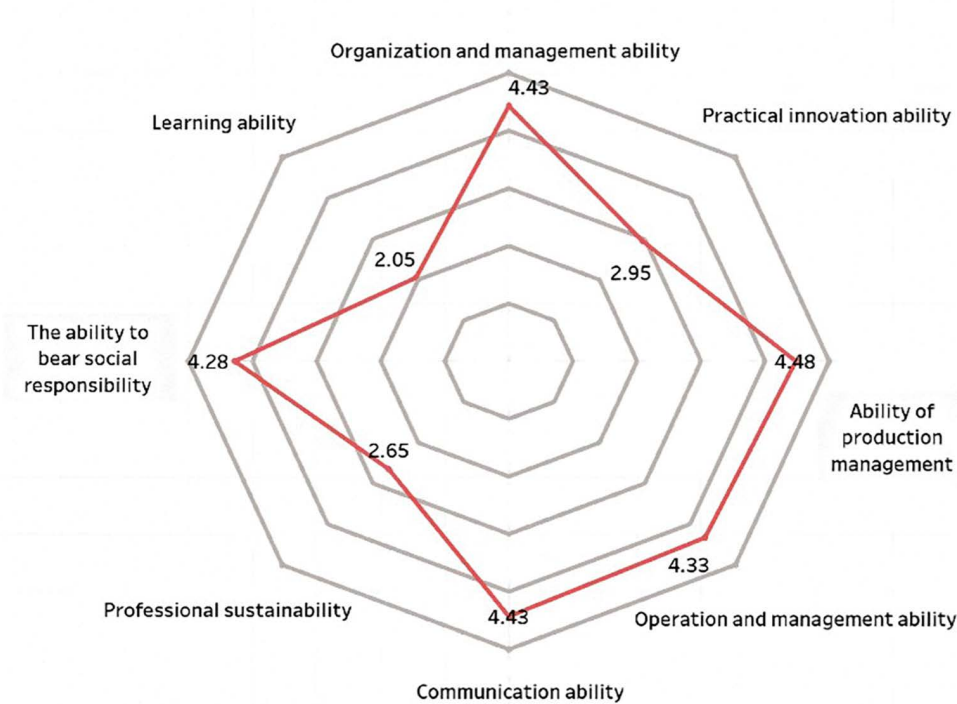 Organization and management ability
4.43
Learning ability
Practical innovation ability
2.05
2.95
The ability to
bear social
responsibility
4.28
4.48
Ability of
production
management
2.65
4.33
Professional sustainability
4.43
Operation and management ability
Communication ability